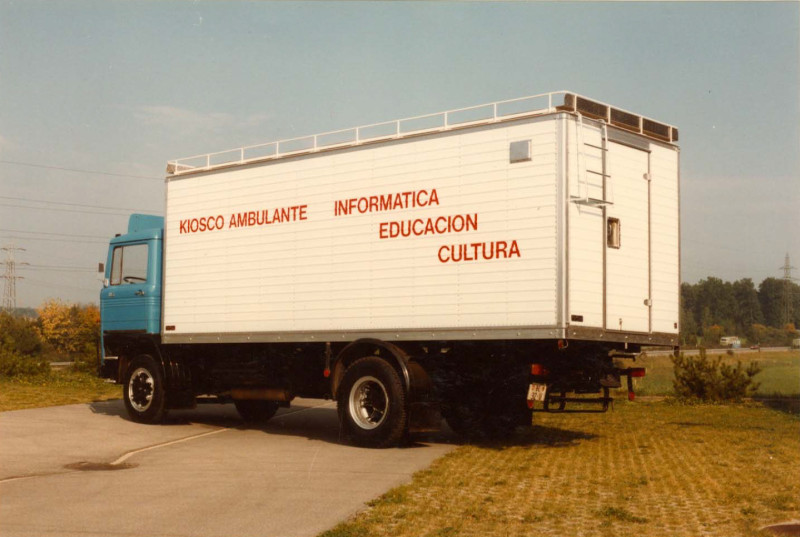 KIOSCO AMBULANTE INFORMATICA
EDUCACION
CULTURA